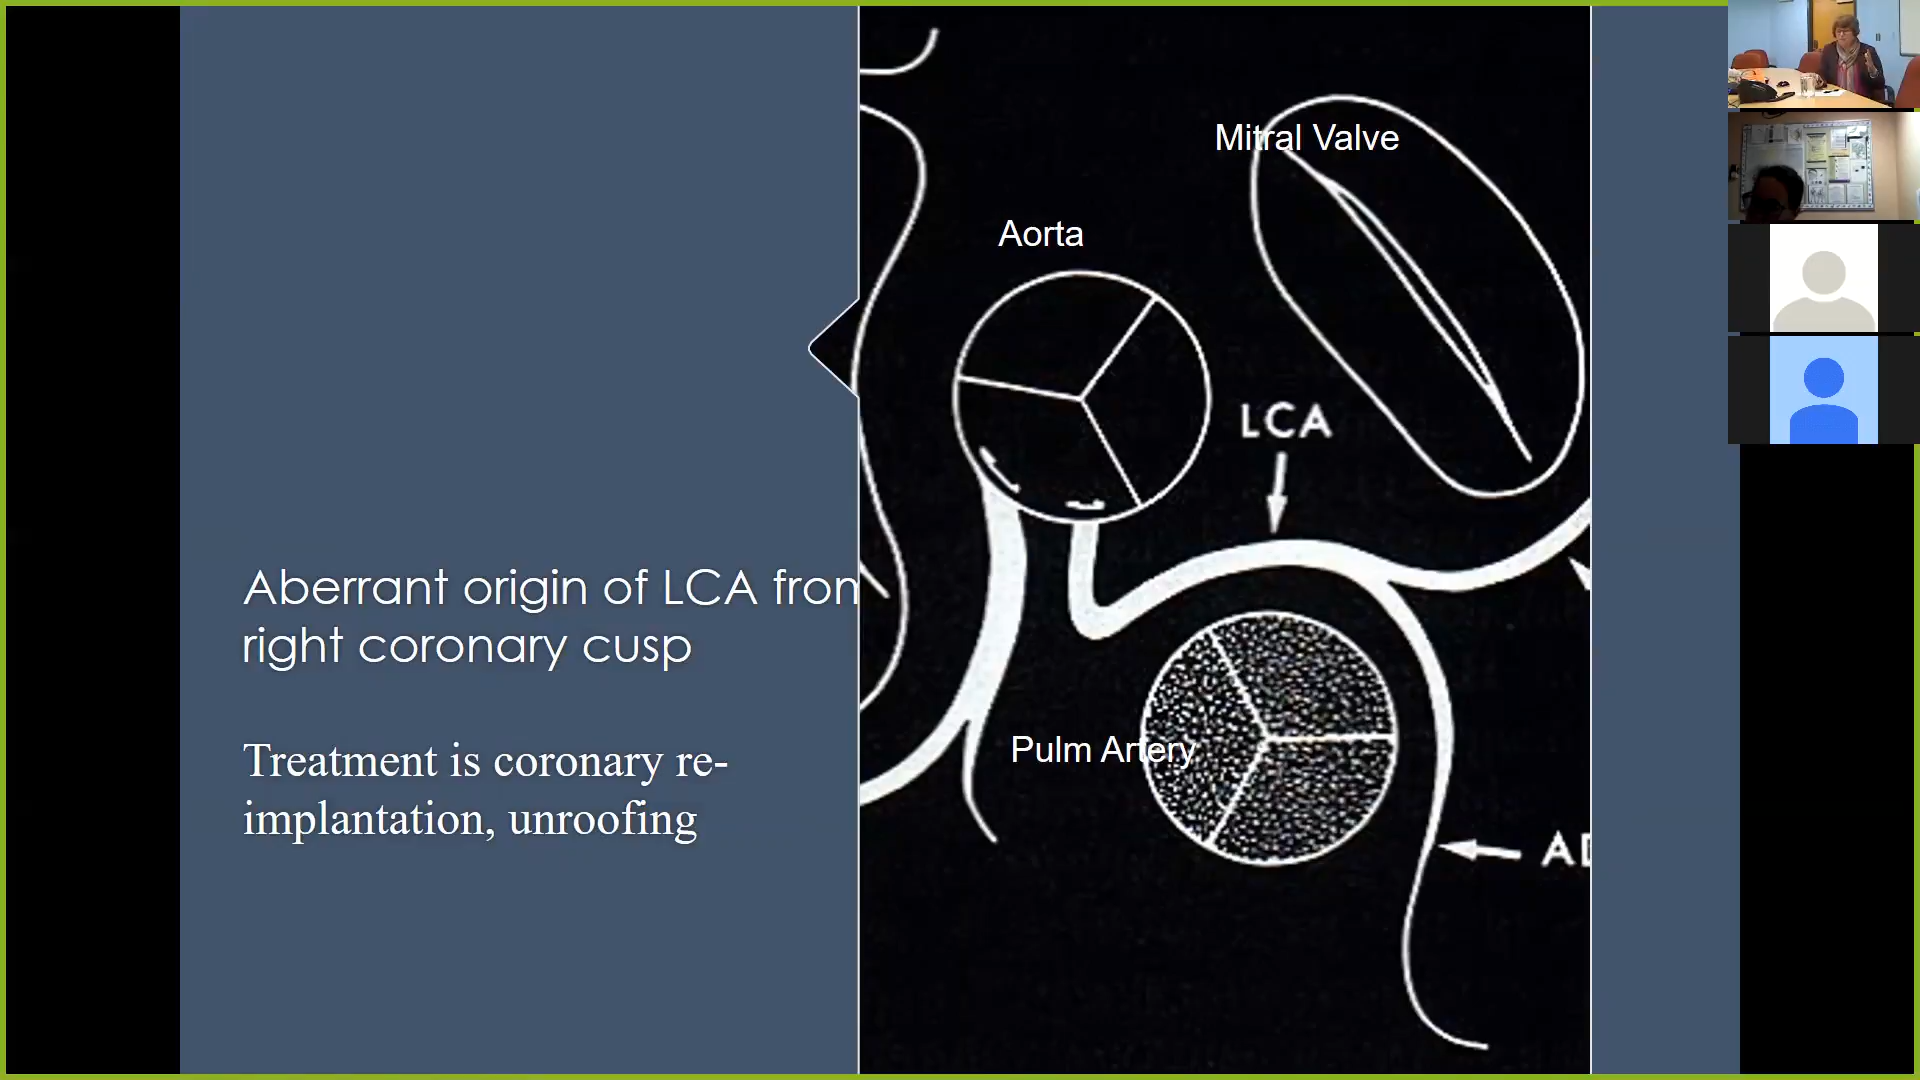 Mitral Valve
Aorta
LCA
Aberrant origin of LCA from
right coronary cusp
Treatment is coronary re-
implantation, unroofing
Pulm Artery